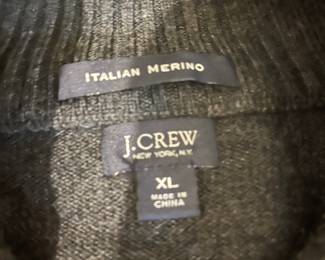 ITALIAN MERINO
J.CREW
NEW YORK, N.Y.
XL
MADE IN
CHINA